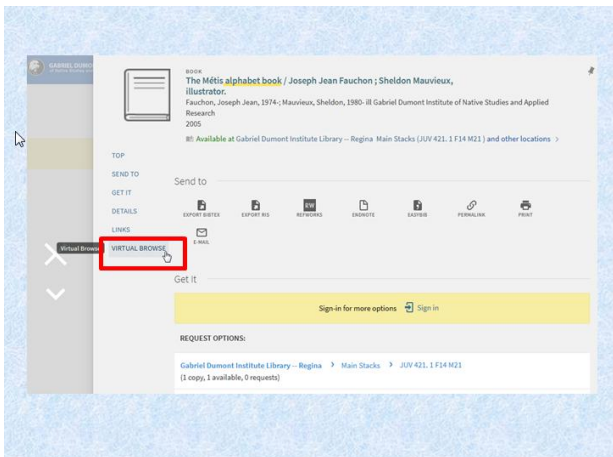 GABRIEL DUMO
BOOK
The Métis alphabet book / Joseph Jean Fauchon ; Sheldon Mauvieux,
illustrator.
Fauchon, Joseph Jean, 1974-; Mauvieux, Sheldon, 1980- ill Gabriel Dumont Institute of Native Studies and Applied
Research
2005
Available at Gabriel Dumont Institute Library -- Regina Main Stacks (JUV 421. 1 F14 M21 ) and other locations >
TOP
SEND TO
GET IT
DETAILS
LINKS
VIRTUAL BROWSE
Virtual Browse
Send to
EXPORT BIBTEX EXPORT RIS REFWORKS ENDNOTE EASYBIB PERMALINK PRINT
E-MAIL
Get It
Sign-in for more options Sign in
REQUEST OPTIONS:
Gabriel Dumont Institute Library -- Regina > Main Stacks > JUV 421. 1 F14 M21
(1 copy, 1 available, 0 requests)